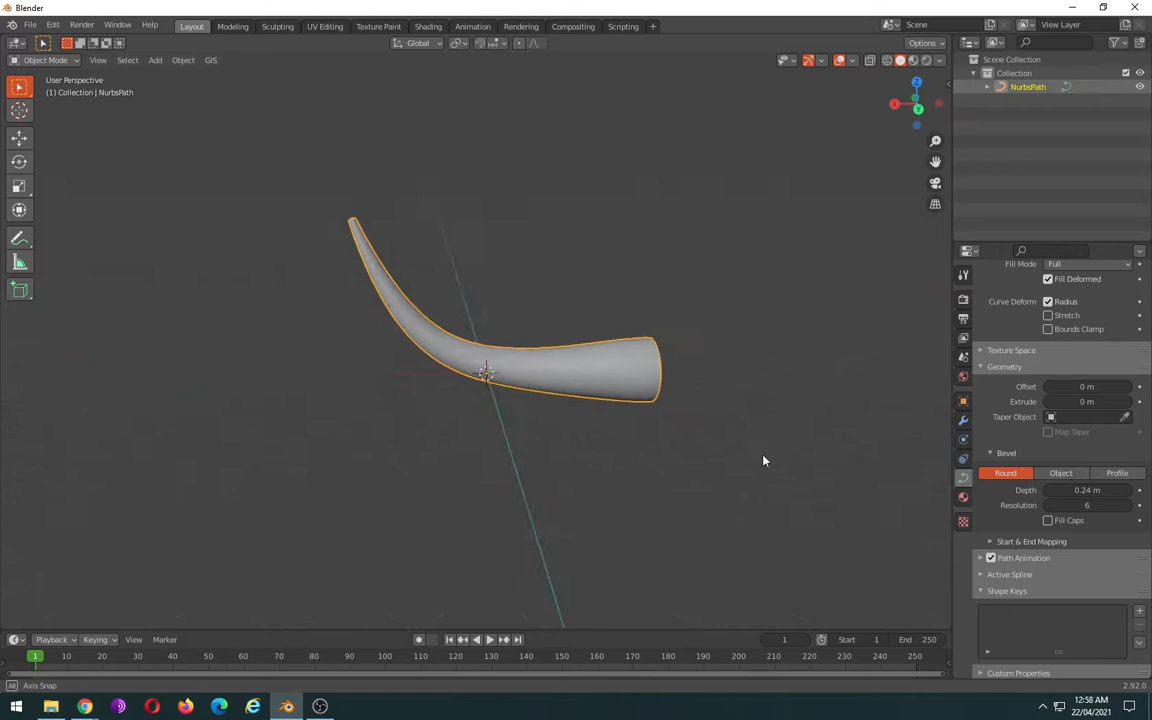 Blender
File Edit Render Window Help
Layout Modeling Sculpting UV Editing Texture Paint Shading Animation Rendering Compositing Scripting +
Scene
View Layer
Global
Options
Object Mode View Select Add Object GIS
User Perspective
(1) Collection | NurbsPath
Z
X
Y
Scene Collection
Collection
NurbsPath
Fill Mode Full
Fill Deformed
Curve Deform Radius
Stretch
Bounds Clamp
Texture Space
Geometry
Offset 0 m
Extrude 0 m
Taper Object
Map Taper
Bevel
Round Object Profile
Depth 0.24 m
Resolution 6
Fill Caps
Start & End Mapping
Path Animation
Active Spline
Shape Keys
Custom Properties
Playback Keying View Marker
1 Start 1 End 250
1 10 20 30 40 50 60 70 80 90 100 110 120 130 140 150 160 170 180 190 200 210 220 230 240 250
Alt Axis Snap
2.92.0
12:58 AM
22/04/2021